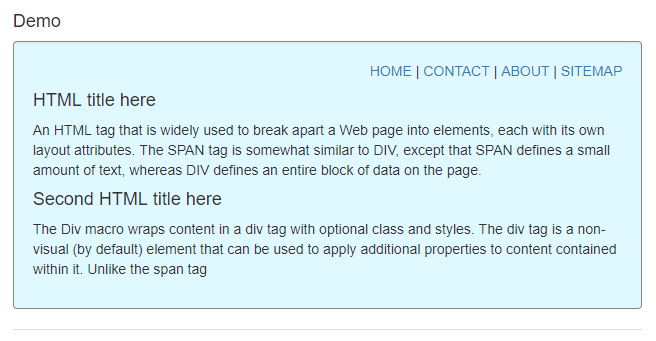 Demo
HOME | CONTACT | ABOUT | SITEMAP
HTML title here
An HTML tag that is widely used to break apart a Web page into elements, each with its own
layout attributes. The SPAN tag is somewhat similar to DIV, except that SPAN defines a small
amount of text, whereas DIV defines an entire block of data on the page.
Second HTML title here
The Div macro wraps content in a div tag with optional class and styles. The div tag is a non-
visual (by default) element that can be used to apply additional properties to content contained
within it. Unlike the span tag